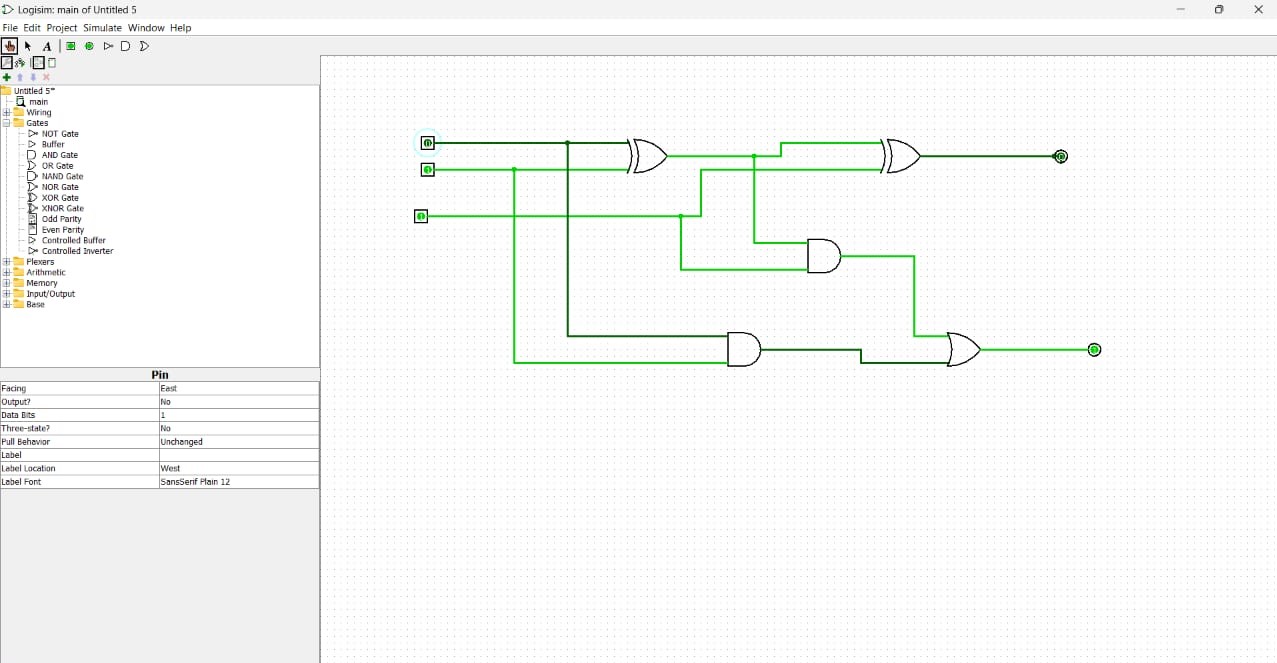 Logisim: main of Untitled 5
File Edit Project Simulate Window Help
A
Untitled 5*
main
Wiring
Gates
NOT Gate
Buffer
AND Gate
OR Gate
NAND Gate
NOR Gate
XOR Gate
XNOR Gate
Odd Parity
Even Parity
Controlled Buffer
Controlled Inverter
Plexers
Arithmetic
Memory
Input/Output
Base
Pin
Facing East
Output? No
Data Bits 1
Three-state? No
Pull Behavior Unchanged
Label
Label Location West
Label Font SansSerif Plain 12
0
1
1
0
1